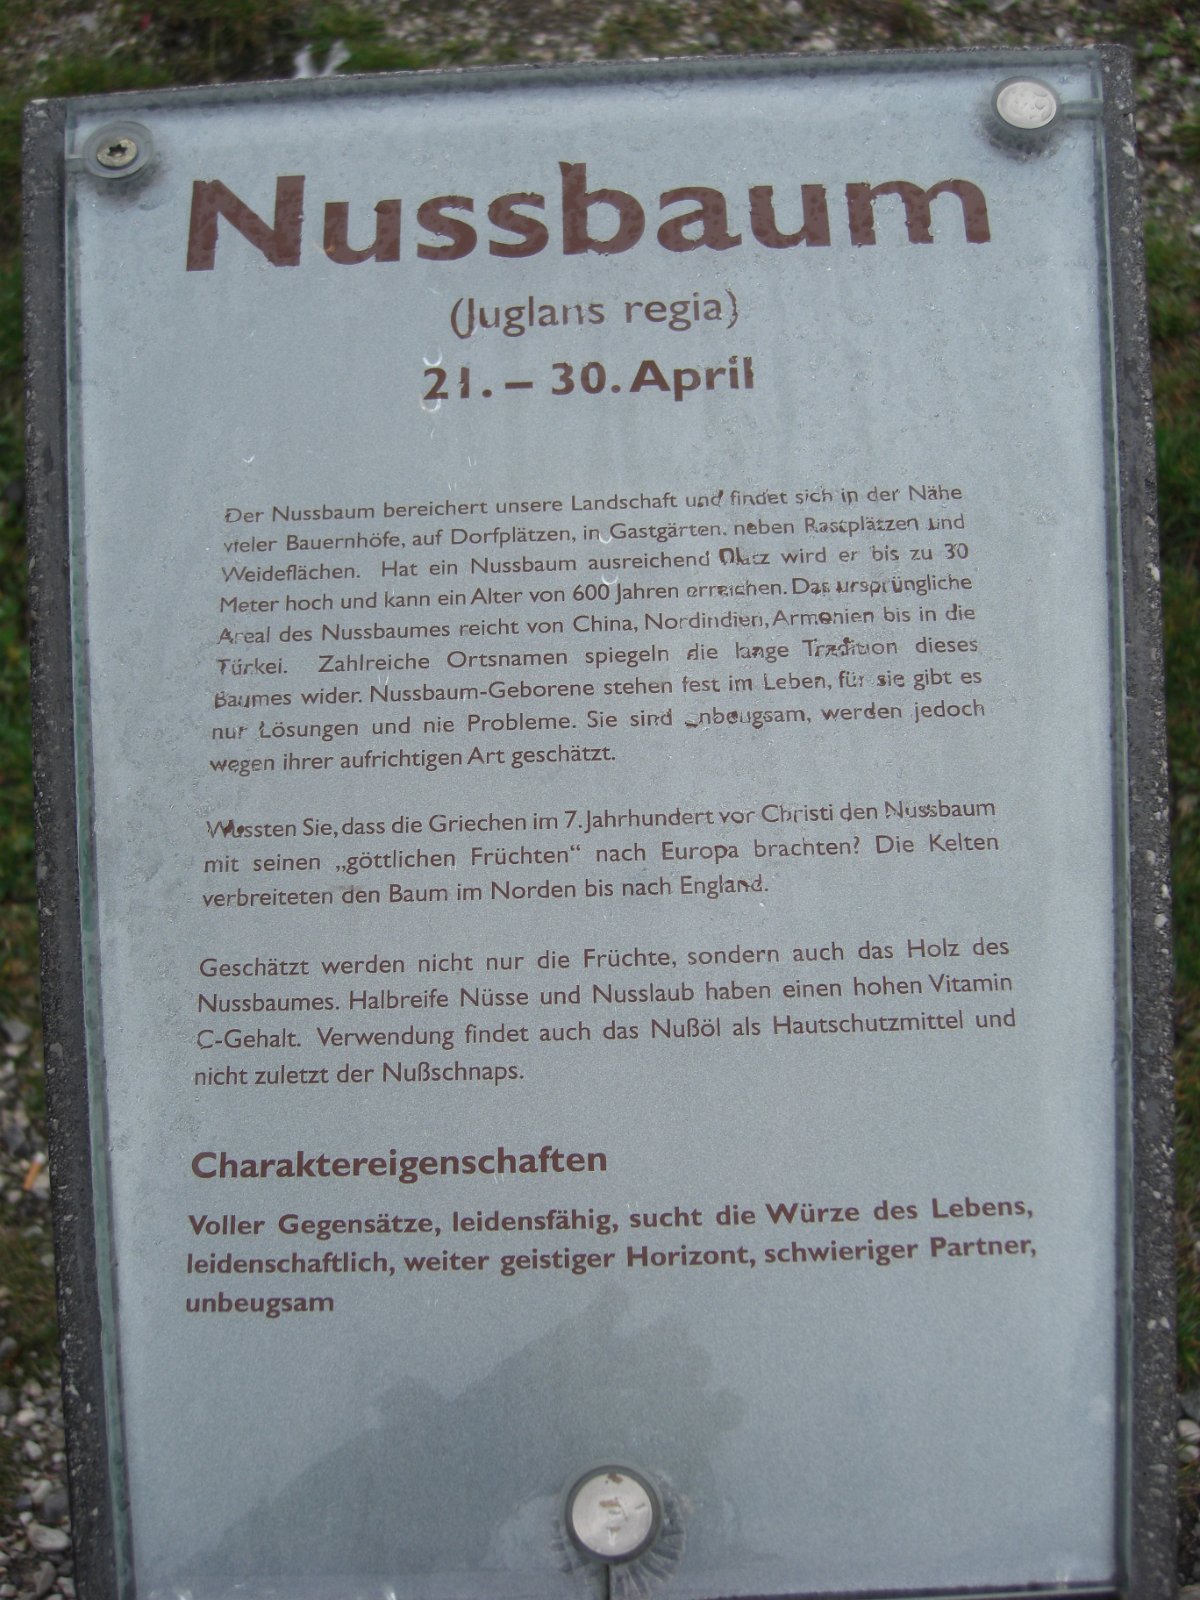 Nussbaum
(Juglans regia)
21. – 30. April
Der Nussbaum bereichert unsere Landschaft und findet sich in der Nähe
vieler Bauernhöfe, auf Dorfplätzen, in Gastgärten, neben Rastplätzen und
Weideflächen. Hat ein Nussbaum ausreichend Platz wird er bis zu 30
Meter hoch und kann ein Alter von 600 Jahren erreichen. Das ursprüngliche
Areal des Nussbaumes reicht von China, Nordindien, Armenien bis in die
Türkei. Zahlreiche Ortsnamen spiegeln die lange Tradition dieses
Baumes wider. Nussbaum-Geborene stehen fest im Leben, für sie gibt es
nur Lösungen und nie Probleme. Sie sind unbeugsam, werden jedoch
wegen ihrer aufrichtigen Art geschätzt.
Wussten Sie, dass die Griechen im 7. Jahrhundert vor Christi den Nussbaum
mit seinen „göttlichen Früchten“ nach Europa brachten? Die Kelten
verbreiteten den Baum im Norden bis nach England.
Geschätzt werden nicht nur die Früchte, sondern auch das Holz des
Nussbaumes. Halbreife Nüsse und Nusslaub haben einen hohen Vitamin
C-Gehalt. Verwendung findet auch das Nußöl als Hautschutzmittel und
nicht zuletzt der Nußschnaps.
Charaktereigenschaften
Voller Gegensätze, leidensfähig, sucht die Würze des Lebens,
leidenschaftlich, weiter geistiger Horizont, schwieriger Partner,
unbeugsam